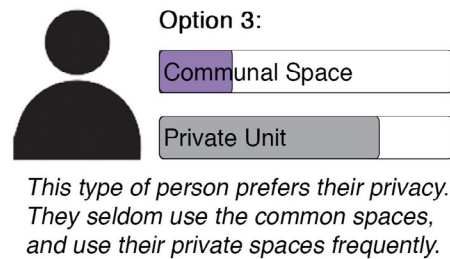 Option 3:
Communal Space
Private Unit
This type of person prefers their privacy.
They seldom use the common spaces,
and use their private spaces frequently.